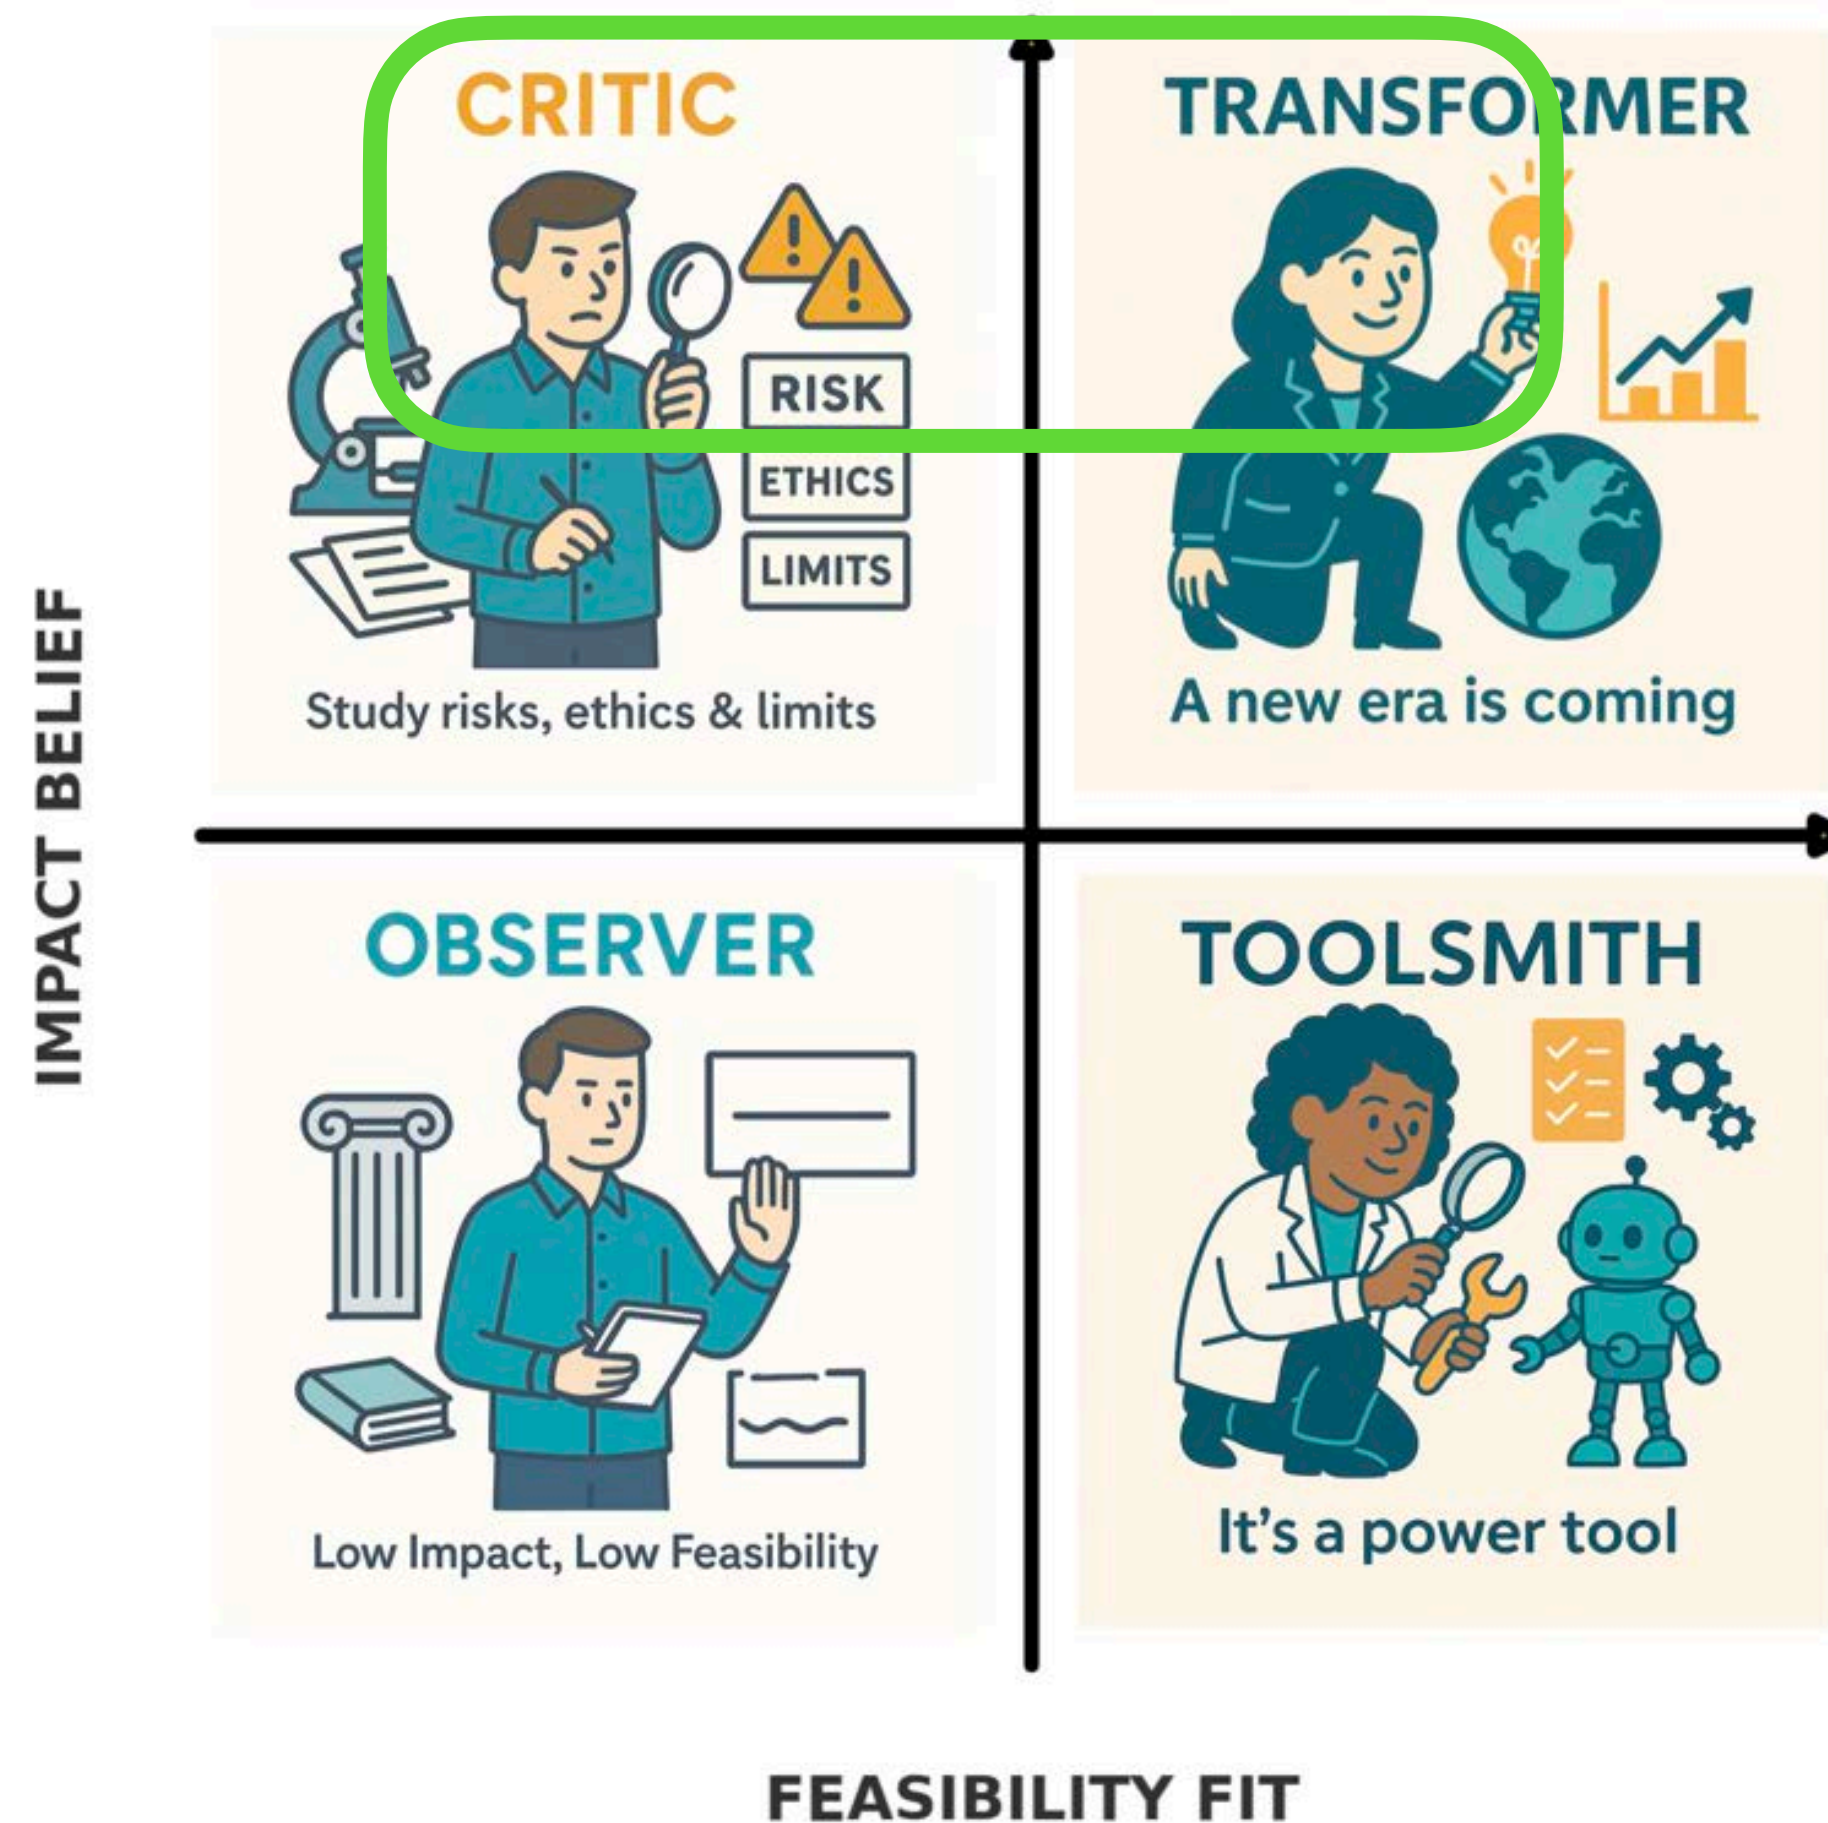 CRITIC
RISK
ETHICS
LIMITS
Study risks, ethics & limits
TRANSFORMER
A new era is coming
IMPACT BELIEF
OBSERVER
Low Impact, Low Feasibility
TOOLSMITH
It's a power tool
FEASIBILITY FIT